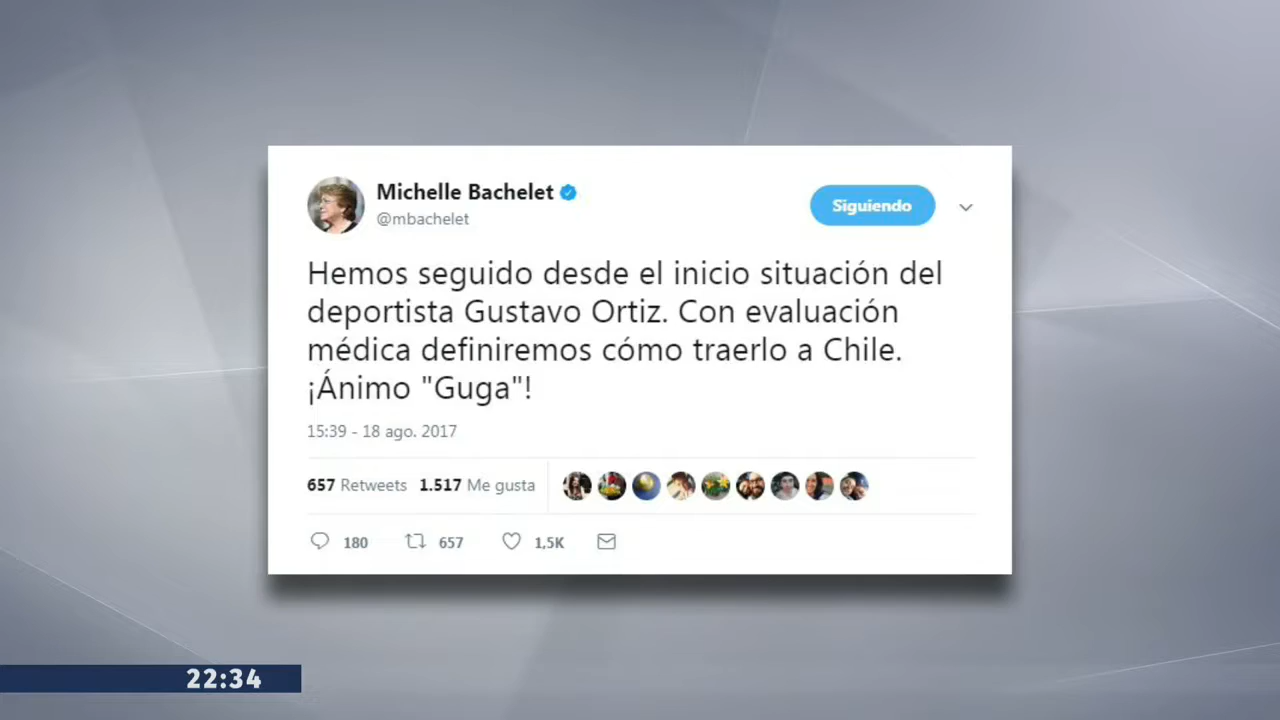 Michelle Bachelet
@mbachelet
Siguiendo
Hemos seguido desde el inicio situación del
deportista Gustavo Ortiz. Con evaluación
médica definiremos cómo traerlo a Chile.
¡Ánimo "Guga"!
15:39 - 18 ago. 2017
657 Retweets 1.517 Me gusta
180 657 1,5K
22:34